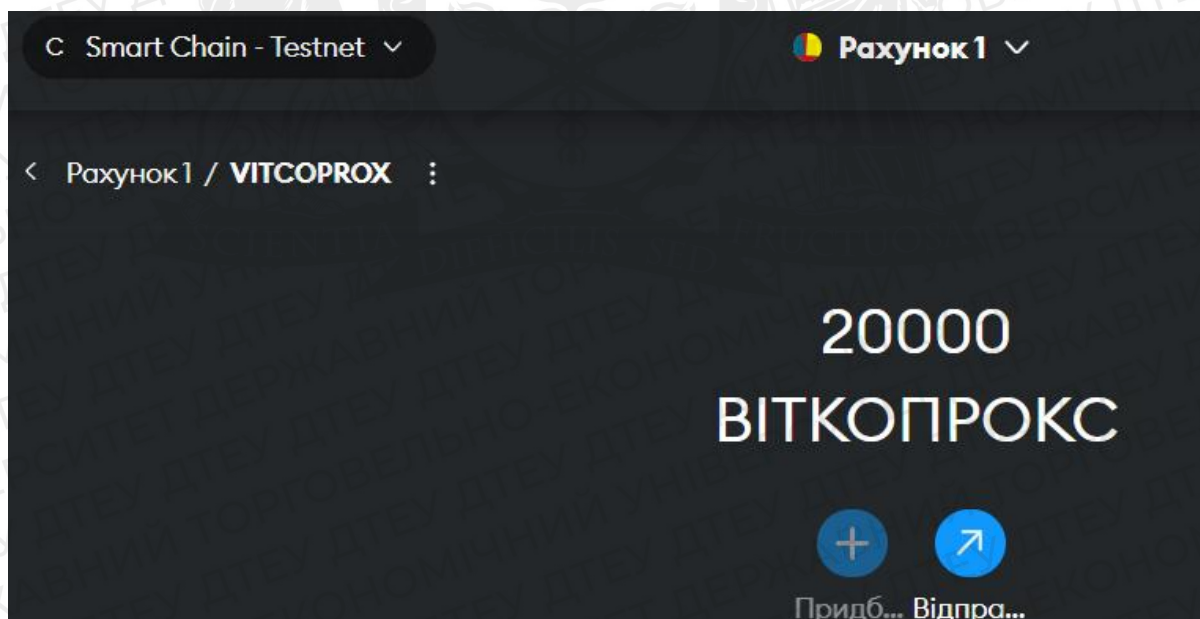 C Smart Chain - Testnet
Рахунок 1
< Рахунок 1 / VITCOPROX
20000
ВІТКОПРОКС
Придб... Відпра...